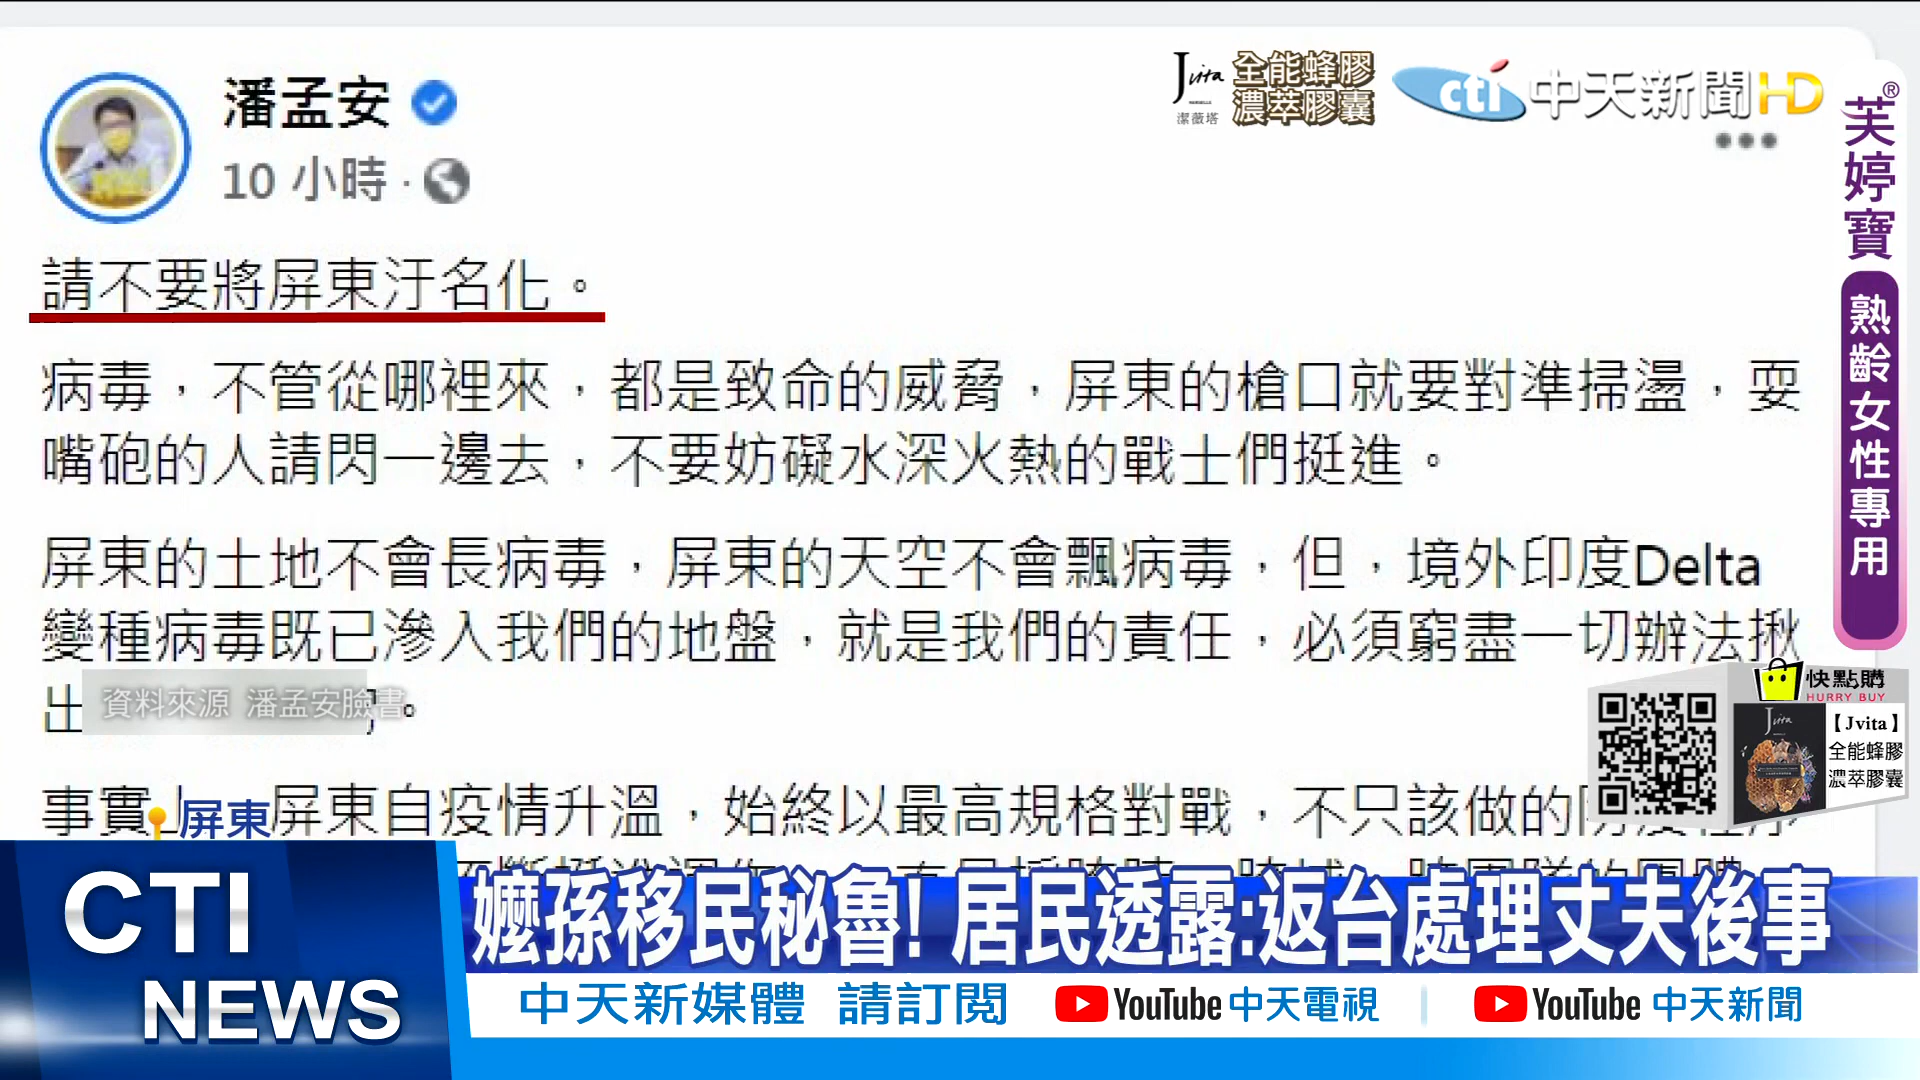 潘孟安
10 小時 ·
Jvita
MARSEILLE
潔薇塔
全能蜂膠
濃萃膠囊
cti 中天新聞HD
芙婷寶®
熟齡女性專用
請不要將屏東汙名化。
病毒，不管從哪裡來，都是致命的威脅，屏東的槍口就要對準掃盪，耍
嘴砲的人請閃一邊去，不要妨礙水深火熱的戰士們挺進。
屏東的土地不會長病毒，屏東的天空不會飄病毒，但，境外印度Delta
變種病毒既已滲入我們的地盤，就是我們的責任，必須窮盡一切辦法揪
出
資料來源 潘孟安臉書
快點購
HURRY BUY
Jvita
【Jvita】
全能蜂膠
濃萃膠囊
事實上 屏東自疫情升溫，始終以最高規格對戰，不只該做的防疫
屏東
CTI
NEWS
嬤孫移民秘魯! 居民透露:返台處理丈夫後事
中天新媒體 請訂閱 YouTube 中天電視 | YouTube 中天新聞